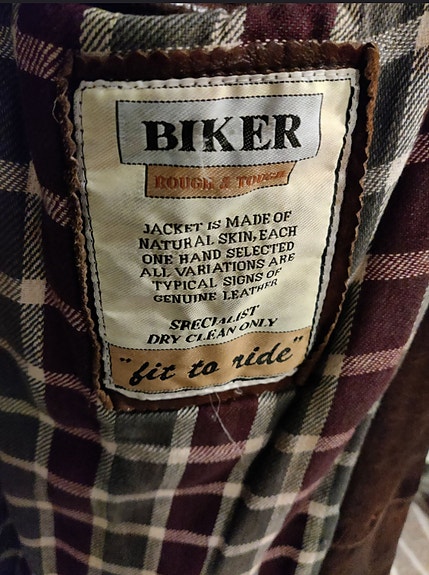 BIKER
ROUGH & TOUGH
JACKET IS MADE OF
NATURAL SKIN, EACH
ONE HAND SELECTED
ALL VARIATIONS ARE
TYPICAL SIGNS OF
GENUINE LEATHER
SPECIALIST
DRY CLEAN ONLY
"fit to ride"